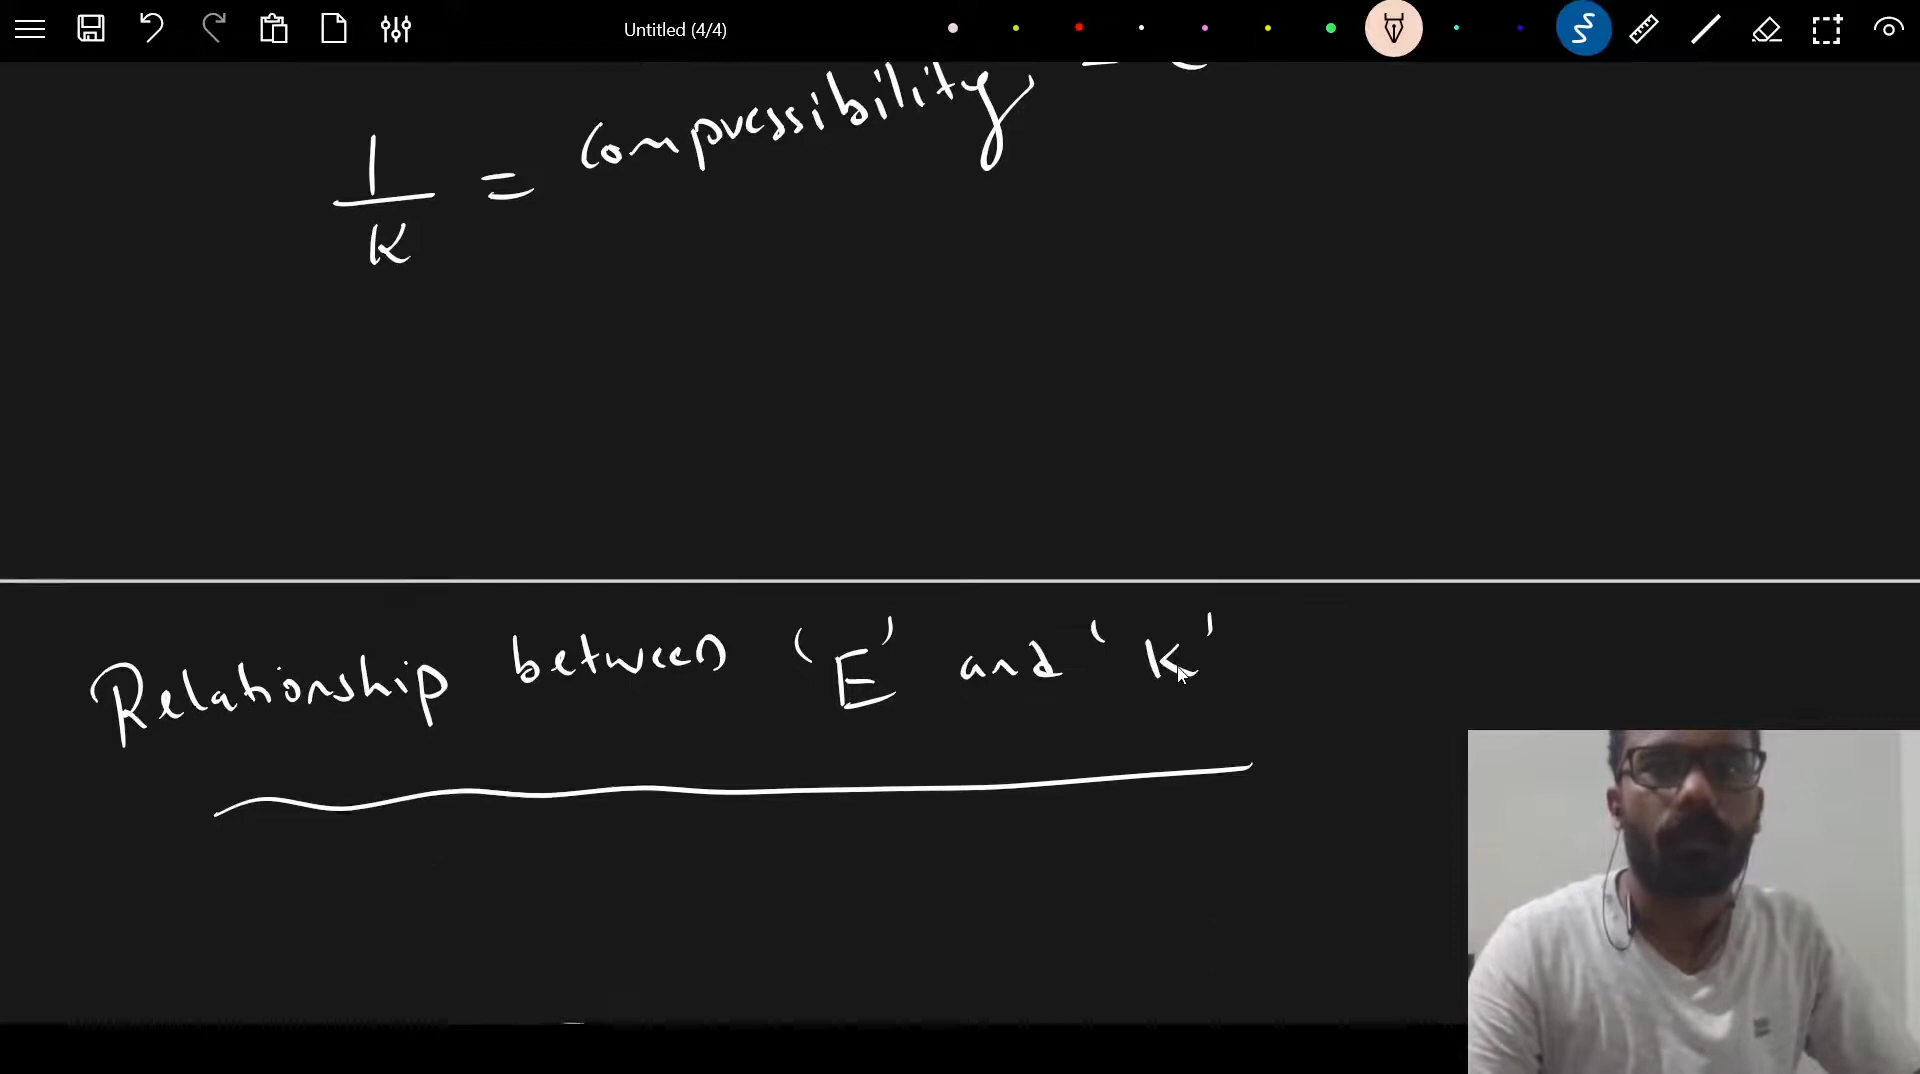 Untitled (4/4)
1/K = compressibility
Relationship between 'E' and 'K'